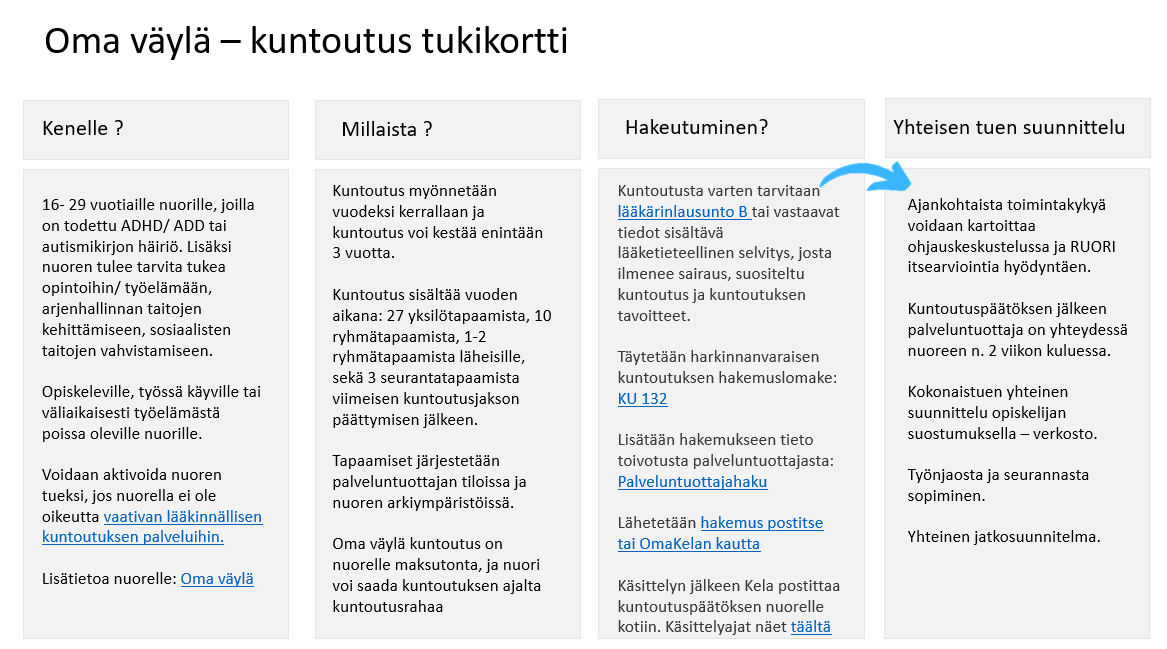 Oma väylä – kuntoutus tukikortti
Kenelle ?
16- 29 vuotiaille nuorille, joilla
on todettu ADHD/ ADD tai
autismikirjon häiriö. Lisäksi
nuoren tulee tarvita tukea
opintoihin/ työelämään,
arjenhallinnan taitojen
kehittämiseen, sosiaalisten
taitojen vahvistamiseen.
Opiskeleville, työssä käyville tai
väliaikaisesti työelämästä
poissa oleville nuorille.
Voidaan aktivoida nuoren
tueksi, jos nuorella ei ole
oikeutta vaativan lääkinnällisen
kuntoutuksen palveluihin.
Lisätietoa nuorelle: Oma väylä
Millaista ?
Kuntoutus myönnetään
vuodeksi kerrallaan ja
kuntoutus voi kestää enintään
3 vuotta.
Kuntoutus sisältää vuoden
aikana: 27 yksilötapaamista, 10
ryhmätapaamista, 1-2
ryhmätapaamista läheisille,
sekä 3 seurantatapaamista
viimeisen kuntoutusjakson
päättymisen jälkeen.
Tapaamiset järjestetään
palveluntuottajan tiloissa ja
nuoren arkiympäristöissä.
Oma väylä kuntoutus on
nuorelle maksutonta, ja nuori
voi saada kuntoutuksen ajalta
kuntoutusrahaa
Hakeutuminen?
Kuntoutusta varten tarvitaan
lääkärinlausunto B tai vastaavat
tiedot sisältävä
lääketieteellinen selvitys, josta
ilmenee sairaus, suositeltu
kuntoutus ja kuntoutuksen
tavoitteet.
Täytetään harkinnanvaraisen
kuntoutuksen hakemuslomake:
KU 132
Lisätään hakemukseen tieto
toivotusta palveluntuottajasta:
Palveluntuottajahaku
Lähetetään hakemus postitse
tai OmaKelan kautta
Käsittelyn jälkeen Kela postittaa
kuntoutuspäätöksen nuorelle
kotiin. Käsittelyajat näet täältä
Yhteisen tuen suunnittelu
Ajankohtaista toimintakykyä
voidaan kartoittaa
ohjauskeskustelussa ja RUORI
itsearviointia hyödyntäen.
Kuntoutuspäätöksen jälkeen
palveluntuottaja on yhteydessä
nuoreen n. 2 viikon kuluessa.
Kokonaistuen yhteinen
suunnittelu opiskelijan
suostumuksella – verkosto.
Työnjaosta ja seurannasta
sopiminen.
Yhteinen jatkosuunnitelma.